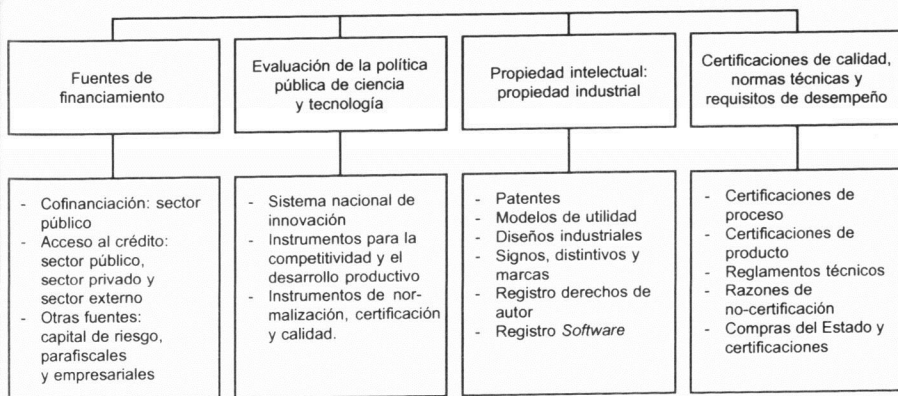 Fuentes de
financiamiento
Evaluación de la política
pública de ciencia
y tecnología
Propiedad intelectual:
propiedad industrial
Certificaciones de calidad,
normas técnicas y
requisitos de desempeño
- Cofinanciación: sector
público
- Acceso al crédito:
sector público,
sector privado y
sector externo
- Otras fuentes:
capital de riesgo,
parafiscales
y empresariales
- Sistema nacional de
innovación
- Instrumentos para la
competitividad y el
desarrollo productivo
- Instrumentos de nor-
malización, certificación
y calidad.
- Patentes
- Modelos de utilidad
- Diseños industriales
- Signos, distintivos y
marcas
- Registro derechos de
autor
- Registro Software
- Certificaciones de
proceso
- Certificaciones de
producto
- Reglamentos técnicos
- Razones de
no-certificación
- Compras del Estado y
certificaciones